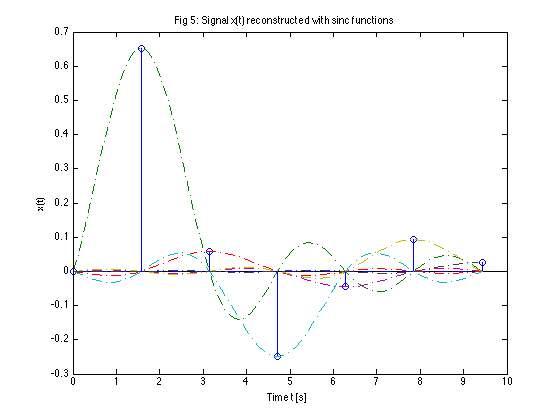 Fig 5: Signal x(t) reconstructed with sinc functions
0.7
0.6
0.5
0.4
0.3
0.2
0.1
0
-0.1
-0.2
-0.3
x(t)
0 1 2 3 4 5 6 7 8 9 10
Time t [s]